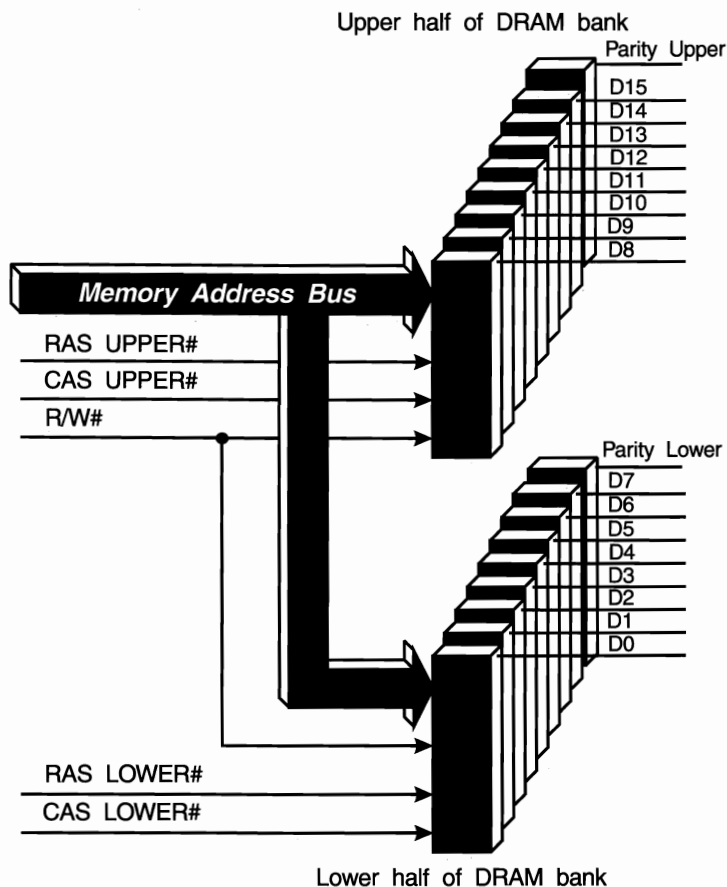 Upper half of DRAM bank
Parity Upper
D15
D14
D13
D12
D11
D10
D9
D8
Memory Address Bus
RAS UPPER#
CAS UPPER#
R/W#
Parity Lower
D7
D6
D5
D4
D3
D2
D1
D0
RAS LOWER#
CAS LOWER#
Lower half of DRAM bank